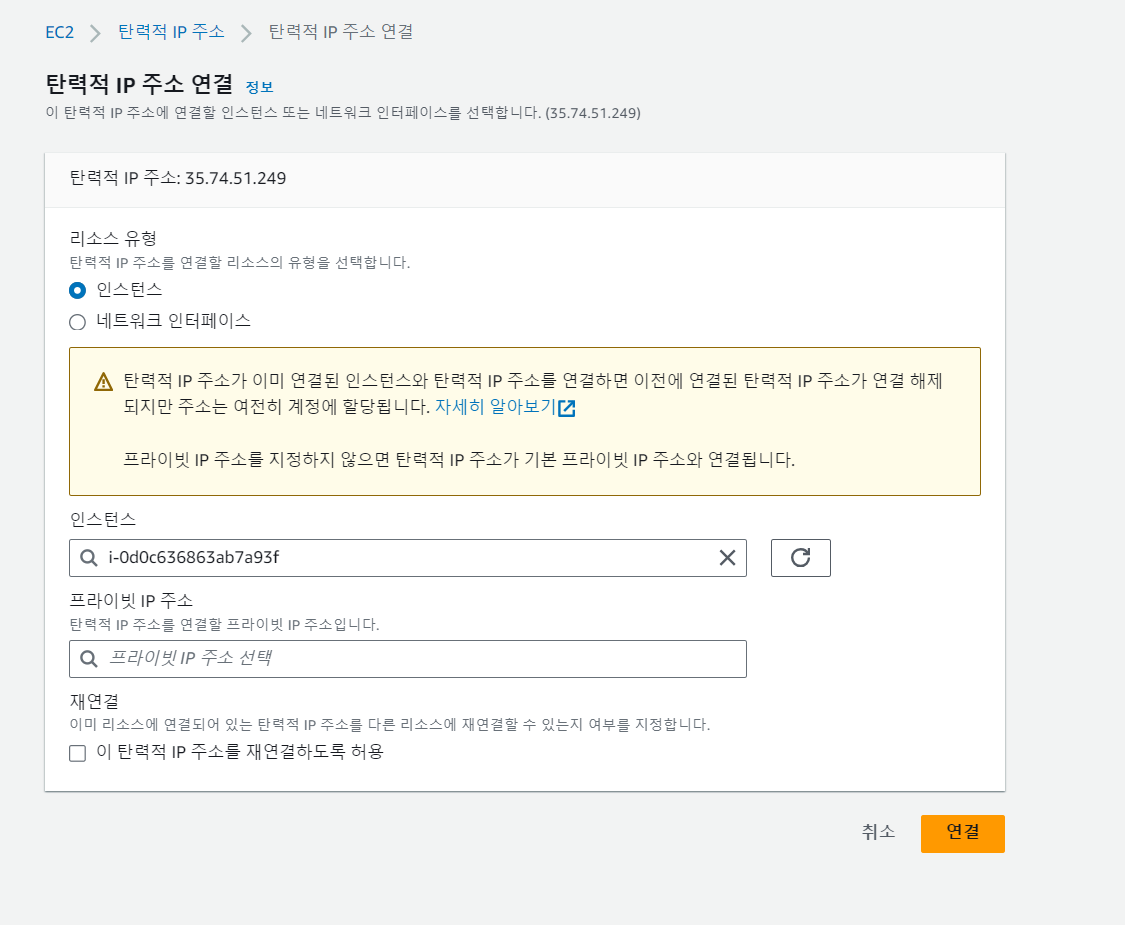 EC2 > 탄력적 IP 주소 > 탄력적 IP 주소 연결
탄력적 IP 주소 연결 정보
이 탄력적 IP 주소에 연결할 인스턴스 또는 네트워크 인터페이스를 선택합니다. (35.74.51.249)
탄력적 IP 주소: 35.74.51.249
리소스 유형
탄력적 IP 주소를 연결할 리소스의 유형을 선택합니다.
인스턴스
네트워크 인터페이스
탄력적 IP 주소가 이미 연결된 인스턴스와 탄력적 IP 주소를 연결하면 이전에 연결된 탄력적 IP 주소가 연결 해제
되지만 주소는 여전히 계정에 할당됩니다. 자세히 알아보기
프라이빗 IP 주소를 지정하지 않으면 탄력적 IP 주소가 기본 프라이빗 IP 주소와 연결됩니다.
인스턴스
i-0d0c636863ab7a93f
프라이빗 IP 주소
탄력적 IP 주소를 연결할 프라이빗 IP 주소입니다.
프라이빗 IP 주소 선택
재연결
이미 리소스에 연결되어 있는 탄력적 IP 주소를 다른 리소스에 재연결할 수 있는지 여부를 지정합니다.
이 탄력적 IP 주소를 재연결하도록 허용
취소 연결